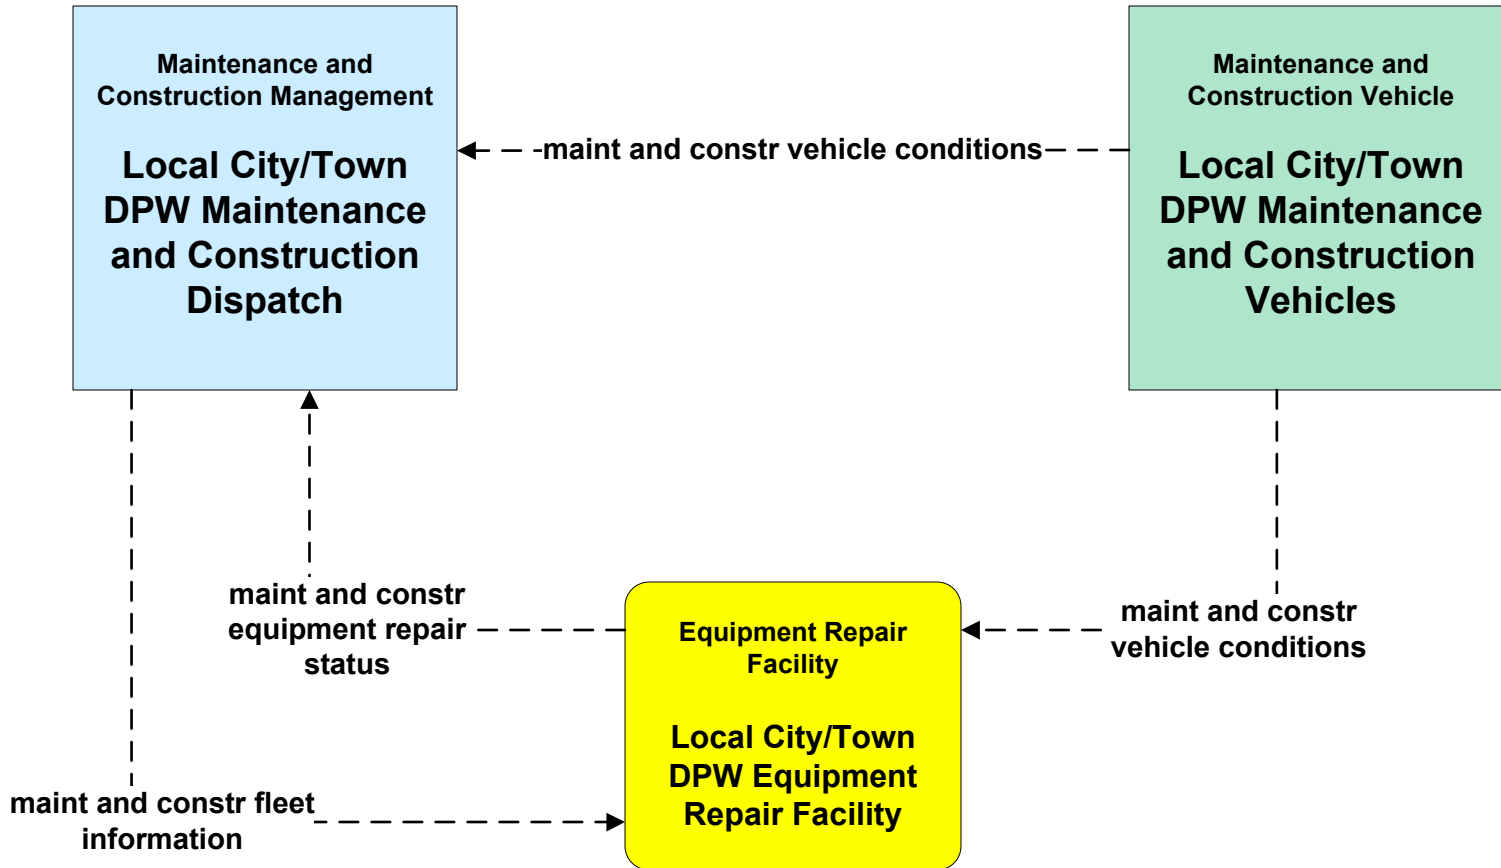 Maintenance and
Construction Management
Local City/Town
DPW Maintenance
and Construction
Dispatch
maint and constr vehicle conditions
Maintenance and
Construction Vehicle
Local City/Town
DPW Maintenance
and Construction
Vehicles
maint and constr
equipment repair
status
Equipment Repair
Facility
Local City/Town
DPW Equipment
Repair Facility
maint and constr
vehicle conditions
maint and constr fleet
information